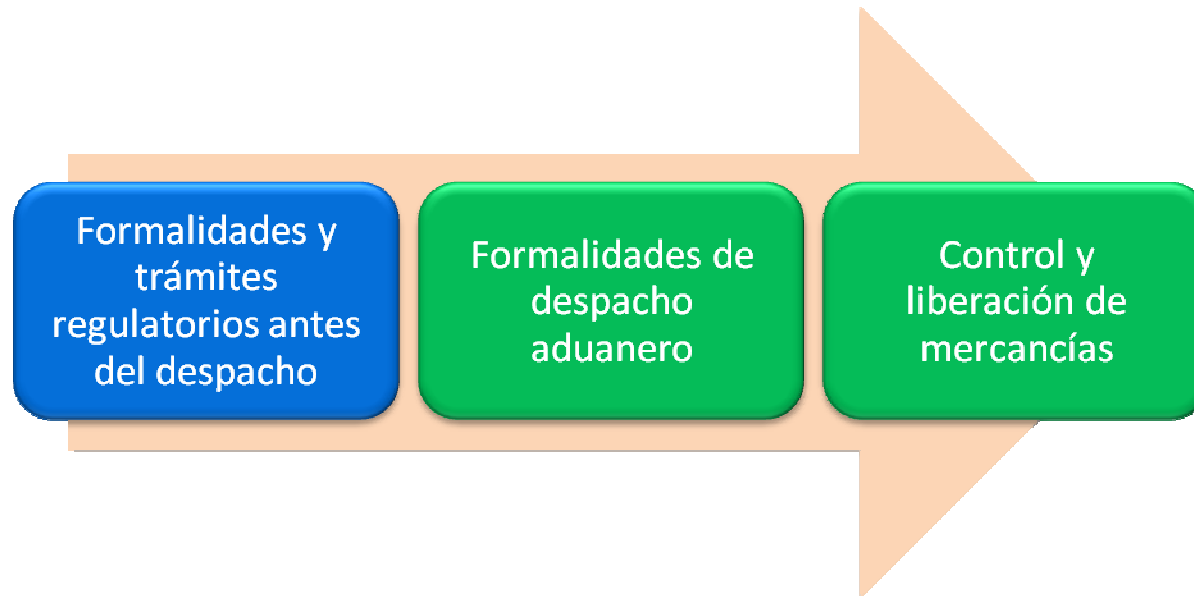 Formalidades y
trámites
regulatorios antes
del despacho
Formalidades de
despacho
aduanero
Control y
liberación de
mercancías